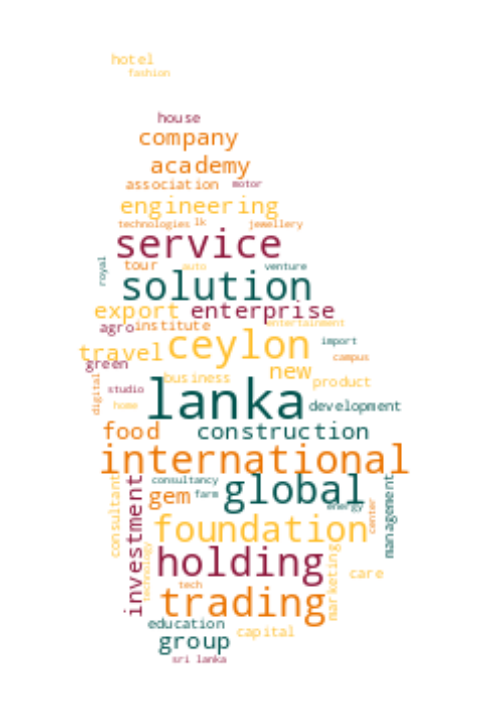 hotel
fashion
house
company
academy
association motor
engineering
technologies lk jewellery
service
royal tour auto venture
solution
export enterprise
agro institute entertainment
travel ceylon import
green campus
business new product
digital studio
home lanka development
food construction
international
consultant consultancy management
gem farm global
energy center
investment foundation
technology holding marketing care
tech
trading
education capital
group
sri lanka